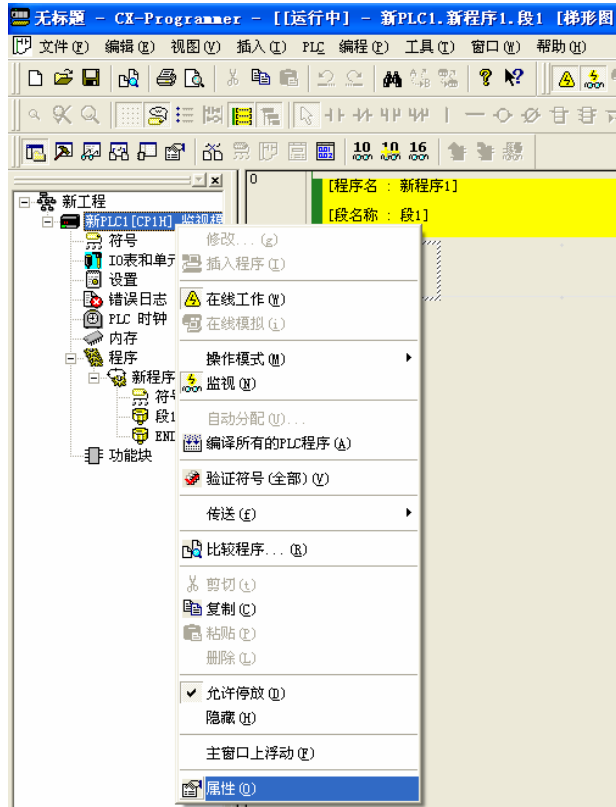 无标题 - CX-Programmer - [[运行中] - 新PLC1.新程序1.段1 [梯形图
文件(F) 编辑(E) 视图(V) 插入(I) PLC 编程(P) 工具(T) 窗口(W) 帮助(H)
10 10 16
新工程
新PLC1[CP1H] 监视模
符号
IO表和单元
设置
错误日志
PLC 时钟
内存
程序
新程序
符号
段1
END
功能块
0
[程序名 : 新程序1]
[段名称 : 段1]
修改... (g)
插入程序(I)
在线工作(W)
在线模拟(i)
操作模式(M)
监视(N)
自动分配(U)...
编译所有的PLC程序(A)
验证符号(全部)(V)
传送(f)
比较程序... (R)
剪切(t)
复制(C)
粘贴(P)
删除(L)
允许停放(D)
隐藏(H)
主窗口上浮动(F)
属性(O)